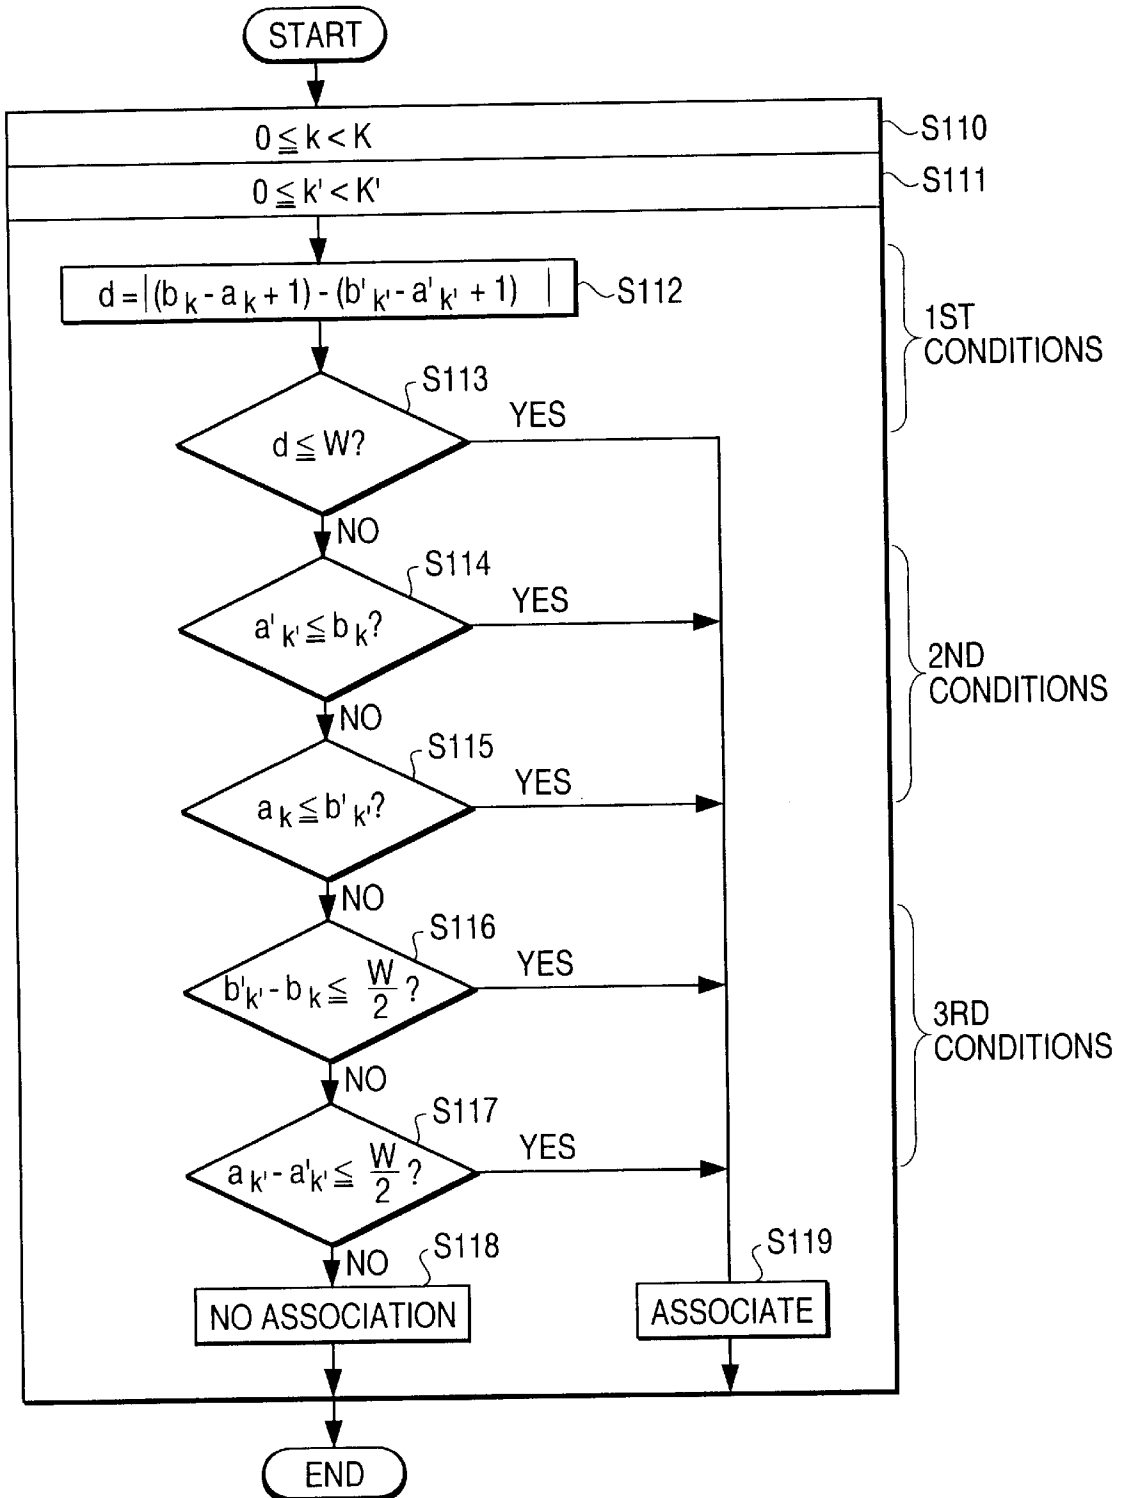 START
0 ≦ k < K
S110
0 ≦ k' < K'
S111
d = |(b k - a k + 1) - (b' k' - a' k' + 1) |
S112
1ST
CONDITIONS
S113
d ≦ W?
YES
NO
S114
a' k' ≦ b k?
YES
NO
2ND
CONDITIONS
S115
a k ≦ b' k'?
YES
NO
S116
b' k' - b k ≦ W/2 ?
YES
NO
3RD
CONDITIONS
S117
a k' - a' k' ≦ W/2 ?
YES
NO
S118
NO ASSOCIATION
S119
ASSOCIATE
END